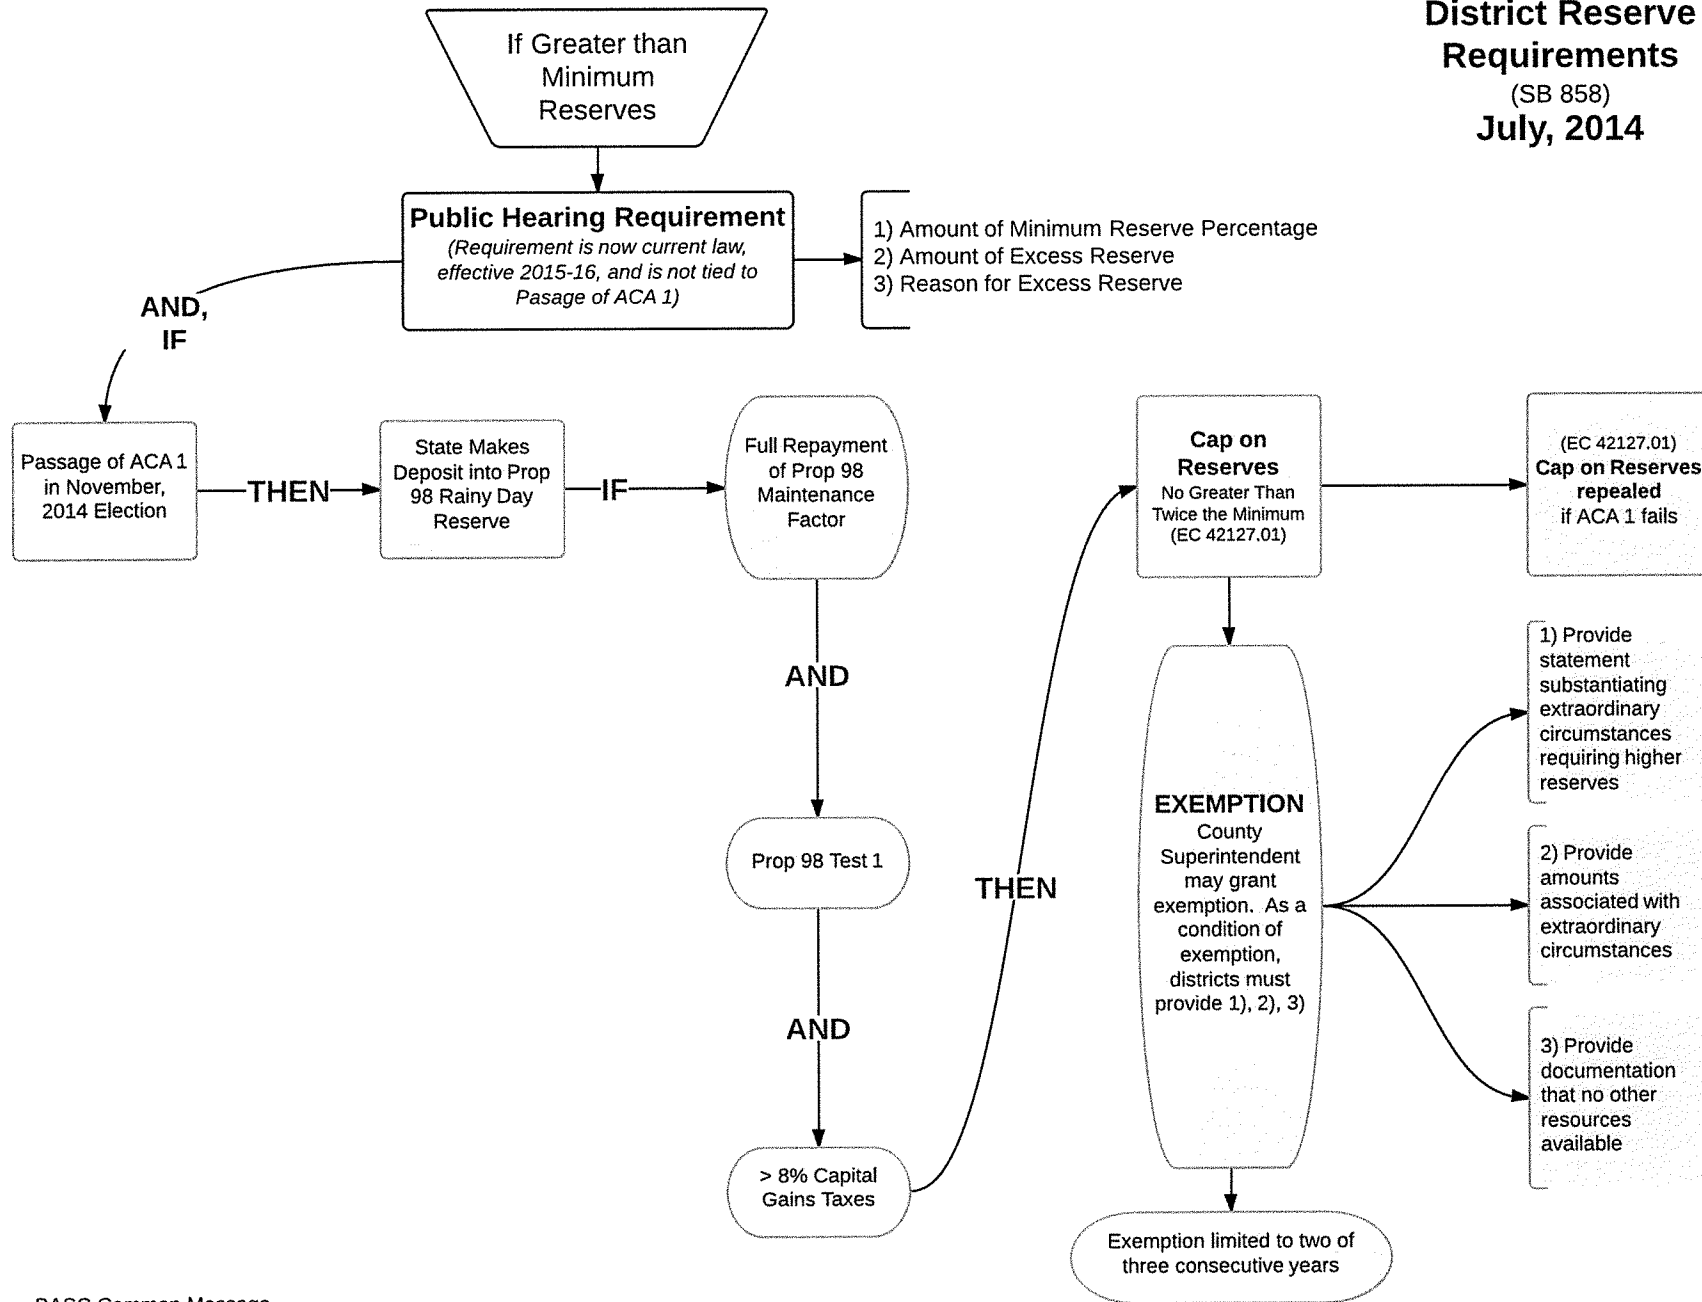 District Reserve
Requirements
(SB 858)
July, 2014
If Greater than
Minimum
Reserves
Public Hearing Requirement
(Requirement is now current law,
effective 2015-16, and is not tied to
Pasage of ACA 1)
1) Amount of Minimum Reserve Percentage
2) Amount of Excess Reserve
3) Reason for Excess Reserve
AND,
IF
Passage of ACA 1
in November,
2014 Election
THEN
State Makes
Deposit into Prop
98 Rainy Day
Reserve
IF
Full Repayment
of Prop 98
Maintenance
Factor
AND
Prop 98 Test 1
AND
> 8% Capital
Gains Taxes
THEN
Cap on
Reserves
No Greater Than
Twice the Minimum
(EC 42127.01)
(EC 42127.01)
Cap on Reserves
repealed
if ACA 1 fails
EXEMPTION
County
Superintendent
may grant
exemption. As a
condition of
exemption,
districts must
provide 1), 2), 3)
1) Provide
statement
substantiating
extraordinary
circumstances
requiring higher
reserves
2) Provide
amounts
associated with
extraordinary
circumstances
3) Provide
documentation
that no other
resources
available
Exemption limited to two of
three consecutive years
BASC Common Message